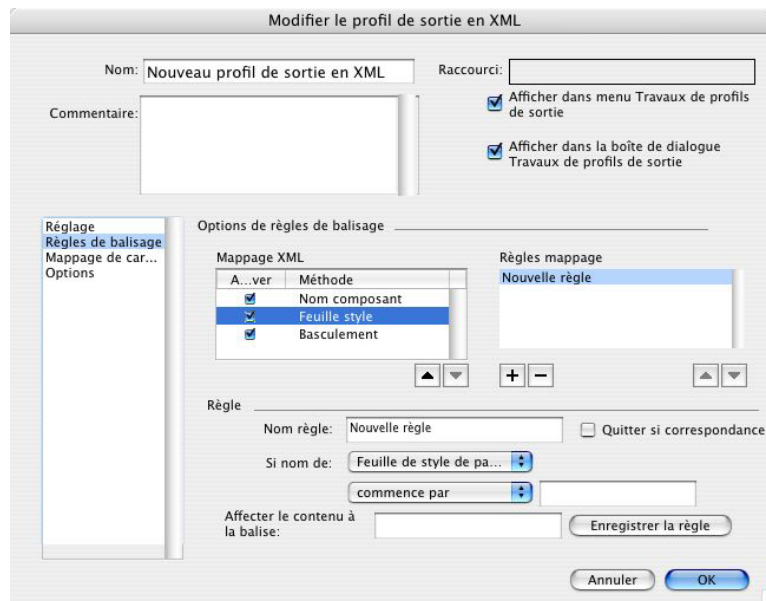 Modifier le profil de sortie en XML
Nom: Nouveau profil de sortie en XML
Raccourci:
Commentaire:
Afficher dans menu Travaux de profils
de sortie
Afficher dans la boîte de dialogue
Travaux de profils de sortie
Réglage
Règles de balisage
Mappage de car...
Options
Options de règles de balisage
Mappage XML
A...ver Méthode
Nom composant
Feuille style
Basculement
Règles mappage
Nouvelle règle
Règle
Nom règle: Nouvelle règle
Quitter si correspondance
Si nom de: Feuille de style de pa...
commence par
Affecter le contenu à
la balise:
Enregistrer la règle
Annuler
OK